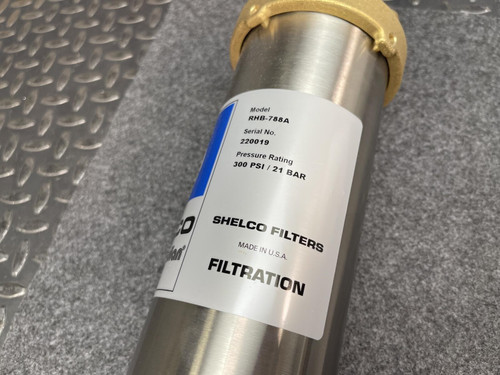 Model
RHB-788A
Serial No.
220019
Pressure Rating
300 PSI / 21 BAR
SHELCO FILTERS
MADE IN U.S.A.
FILTRATION